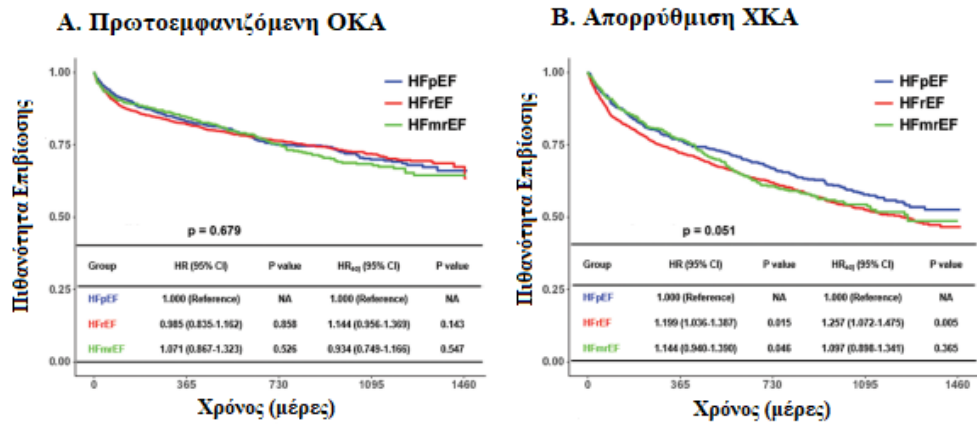 Α. Πρωτοεμφανιζόμενη ΟΚΑ
Πιθανότητα Επιβίωσης
1.00
0.75
0.50
0.25
0.00
HFpEF
HFrEF
HFmrEF
p = 0.679
Group HR (95% CI) P value HRadj (95% CI) P value
HFpEF 1.000 (Reference) NA 1.000 (Reference) NA
HFrEF 0.985 (0.835-1.162) 0.858 1.144 (0.956-1.369) 0.143
HFmrEF 1.071 (0.867-1.323) 0.526 0.934 (0.749-1.166) 0.547
0 365 730 1095 1460
Χρόνος (μέρες)
Β. Απορρύθμιση ΧΚΑ
Πιθανότητα Επιβίωσης
1.00
0.75
0.50
0.25
0.00
HFpEF
HFrEF
HFmrEF
p = 0.051
Group HR (95% CI) P value HRadj (95% CI) P value
HFpEF 1.000 (Reference) NA 1.000 (Reference) NA
HFrEF 1.199 (1.036-1.387) 0.015 1.257 (1.072-1.475) 0.005
HFmrEF 1.144 (0.940-1.390) 0.046 1.097 (0.898-1.341) 0.365
0 365 730 1095 1460
Χρόνος (μέρες)